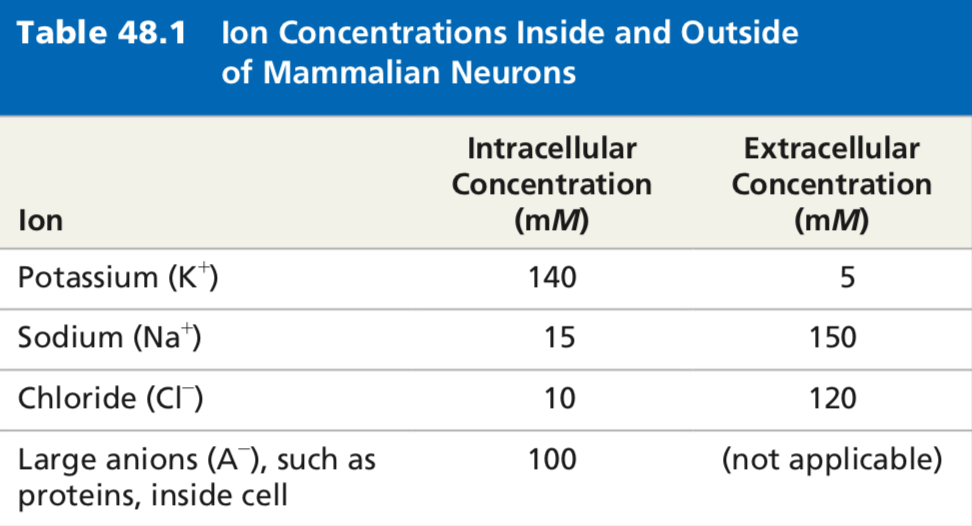 Table 48.1 Ion Concentrations Inside and Outside
of Mammalian Neurons
Ion Intracellular Concentration (mM) Extracellular Concentration (mM)
Potassium (K⁺) 140 5
Sodium (Na⁺) 15 150
Chloride (Cl⁻) 10 120
Large anions (A⁻), such as 100 (not applicable)
proteins, inside cell